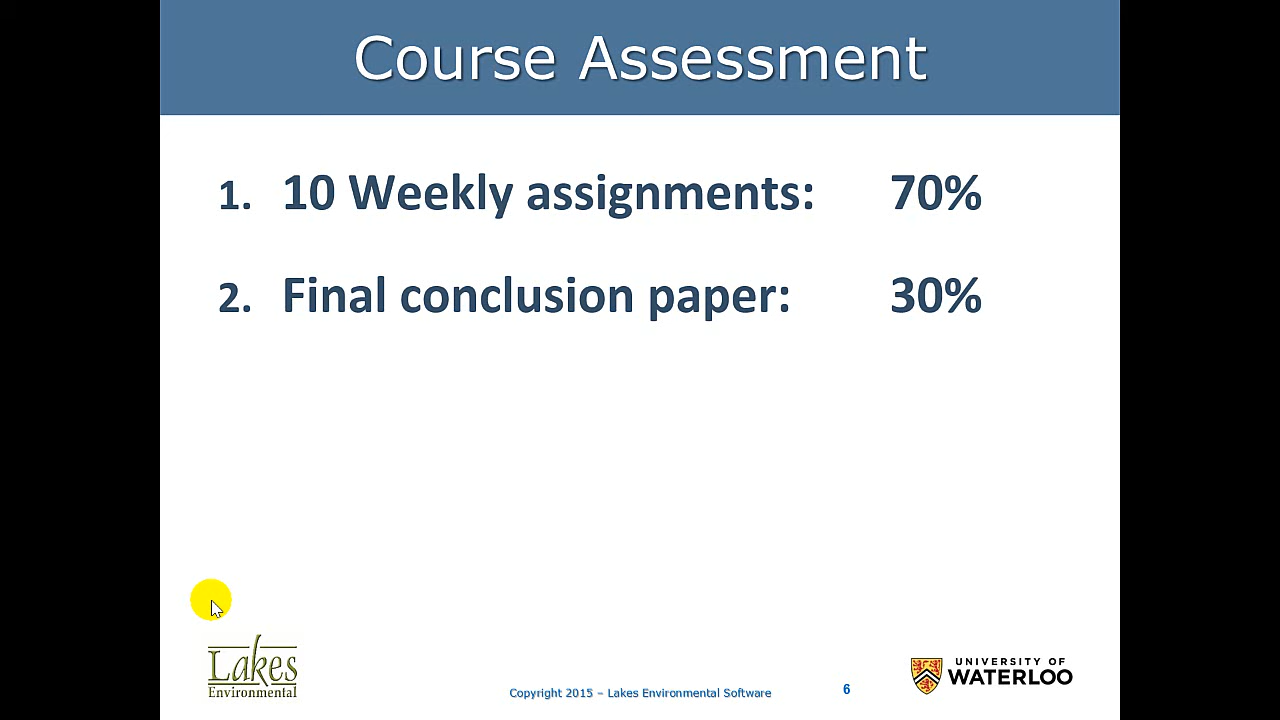 Course Assessment
1. 10 Weekly assignments: 70%
2. Final conclusion paper: 30%
Lakes
Environmental
Copyright 2015 – Lakes Environmental Software
6
UNIVERSITY OF
WATERLOO